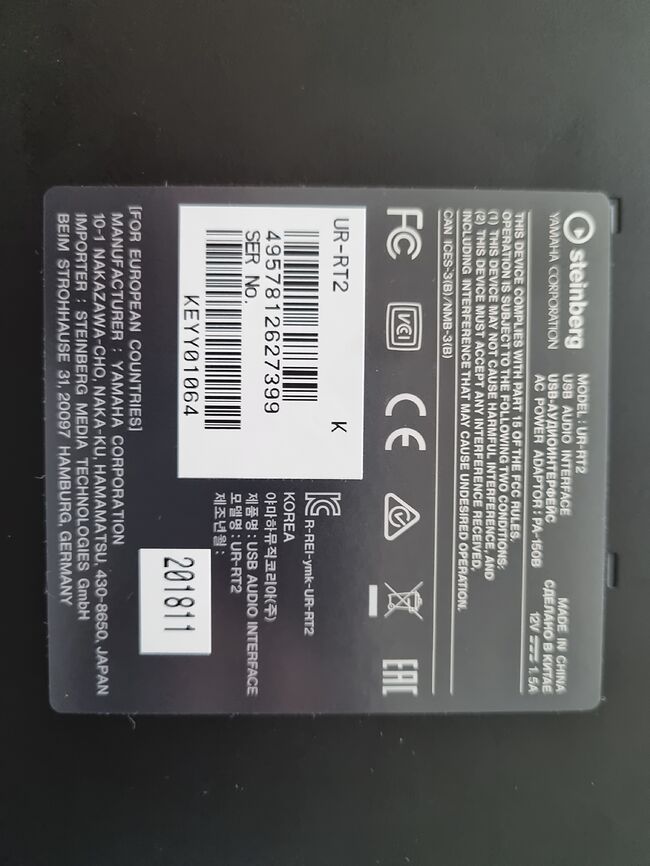 steinberg
YAMAHA CORPORATION
MODEL : UR-RT2
USB AUDIO INTERFACE
USB-АУДИОИНТЕРФЕЙС
AC POWER ADAPTOR : PA-150B
MADE IN CHINA
СДЕЛАНО В КИТАЕ
12V 1.5A
THIS DEVICE COMPLIES WITH PART 15 OF THE FCC RULES.
OPERATION IS SUBJECT TO THE FOLLOWING TWO CONDITIONS:
(1) THIS DEVICE MAY NOT CAUSE HARMFUL INTERFERENCE, AND
(2) THIS DEVICE MUST ACCEPT ANY INTERFERENCE RECEIVED,
INCLUDING INTERFERENCE THAT MAY CAUSE UNDESIRED OPERATION.
CAN ICES-3(B)/NMB-3(B)
FC VCI CE EAC
UR-RT2 K
4957812627399
SER No.
KEYY01064
R-REI-ymk-UR-RT2
KOREA
야마하뮤직코리아(주)
제품명 : USB AUDIO INTERFACE
모델명 : UR-RT2
제조년월 :
201811
[FOR EUROPEAN COUNTRIES]
MANUFACTURER : YAMAHA CORPORATION
10-1 NAKAZAWA-CHO, NAKA-KU, HAMAMATSU, 430-8650, JAPAN
IMPORTER : STEINBERG MEDIA TECHNOLOGIES GmbH
BEIM STROHHAUSE 31, 20097 HAMBURG, GERMANY